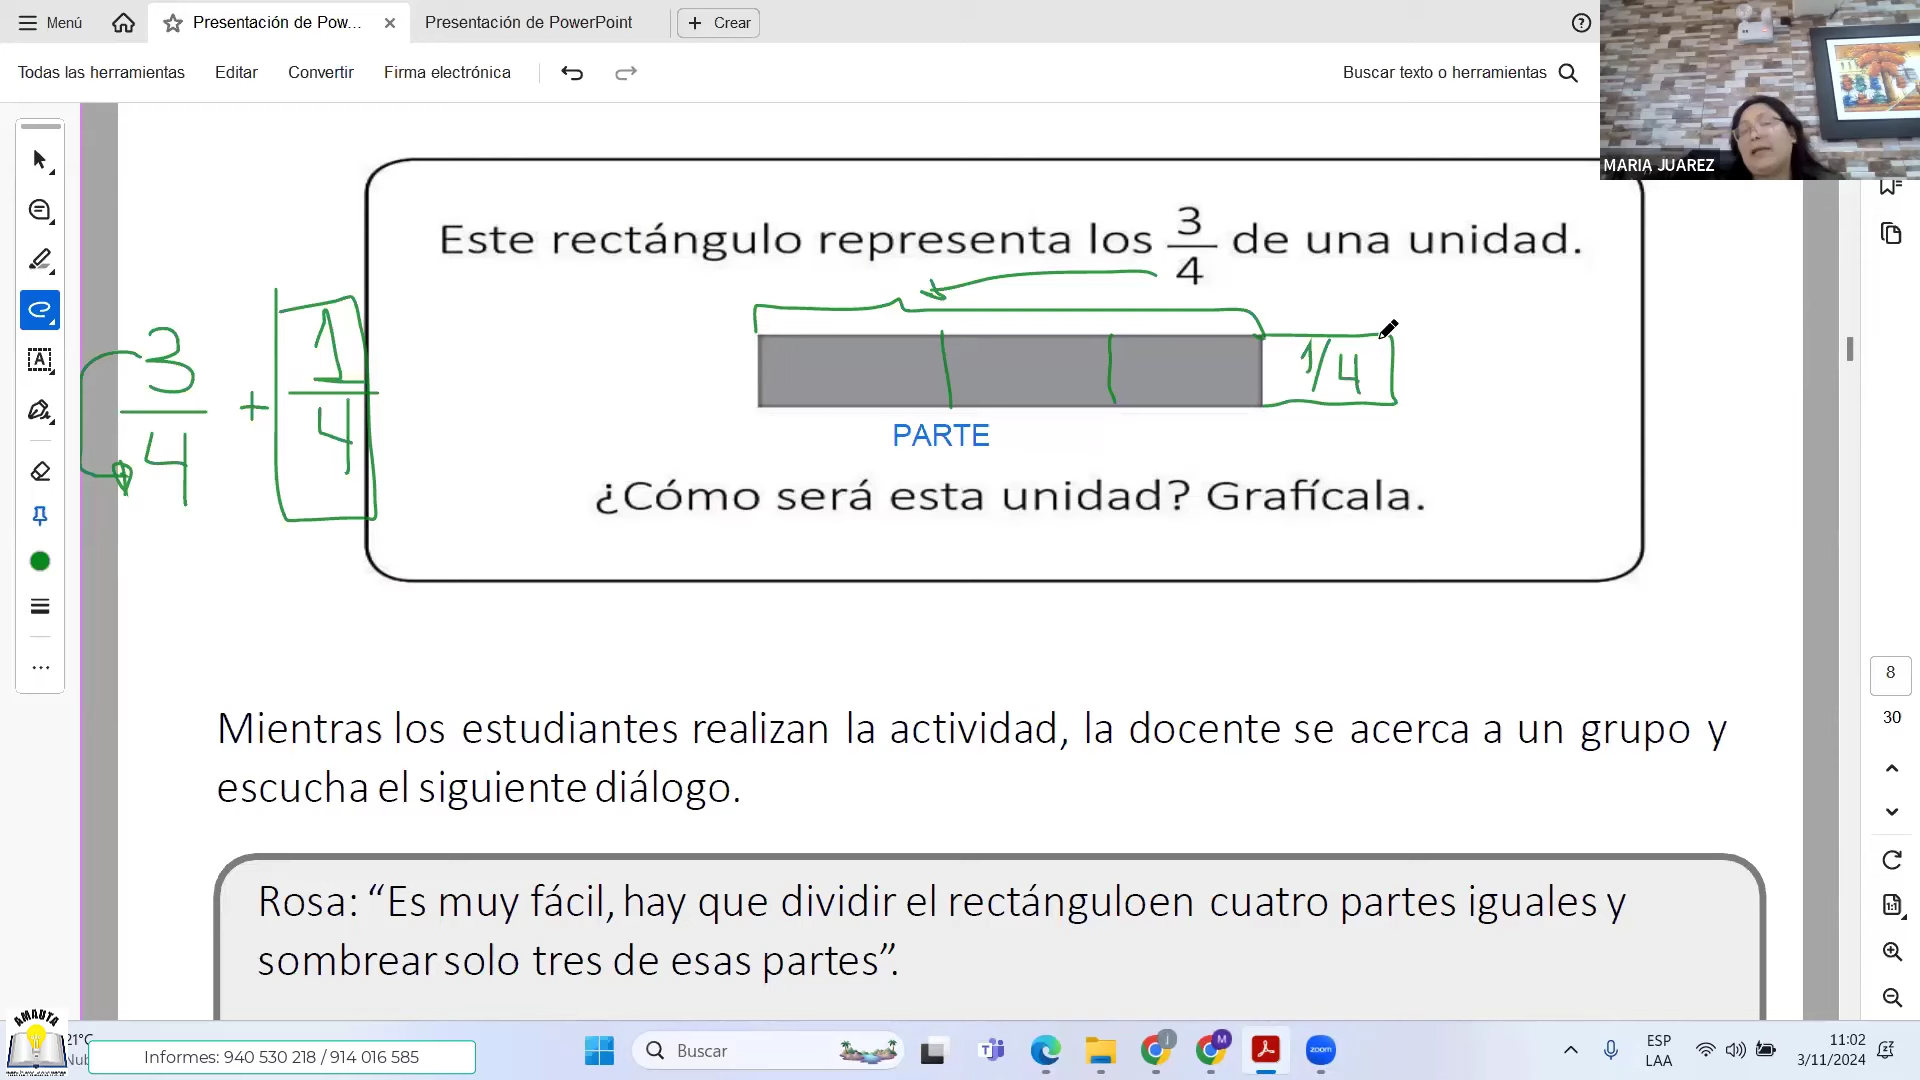 Menú
Presentación de Pow...
Presentación de PowerPoint
Crear
Todas las herramientas
Editar
Convertir
Firma electrónica
Buscar texto o herramientas
MARIA JUAREZ
Este rectángulo representa los 3/4 de una unidad.
3/4 + 1/4
1/4
PARTE
¿Cómo será esta unidad? Grafícala.
Mientras los estudiantes realizan la actividad, la docente se acerca a un grupo y
escucha el siguiente diálogo.
Rosa: “Es muy fácil, hay que dividir el rectánguloen cuatro partes iguales y
sombrear solo tres de esas partes”.
8
30
AMAUTA
21°C
Nub
Informes: 940 530 218 / 914 016 585
Buscar
zoom
ESP
LAA
11:02
3/11/2024